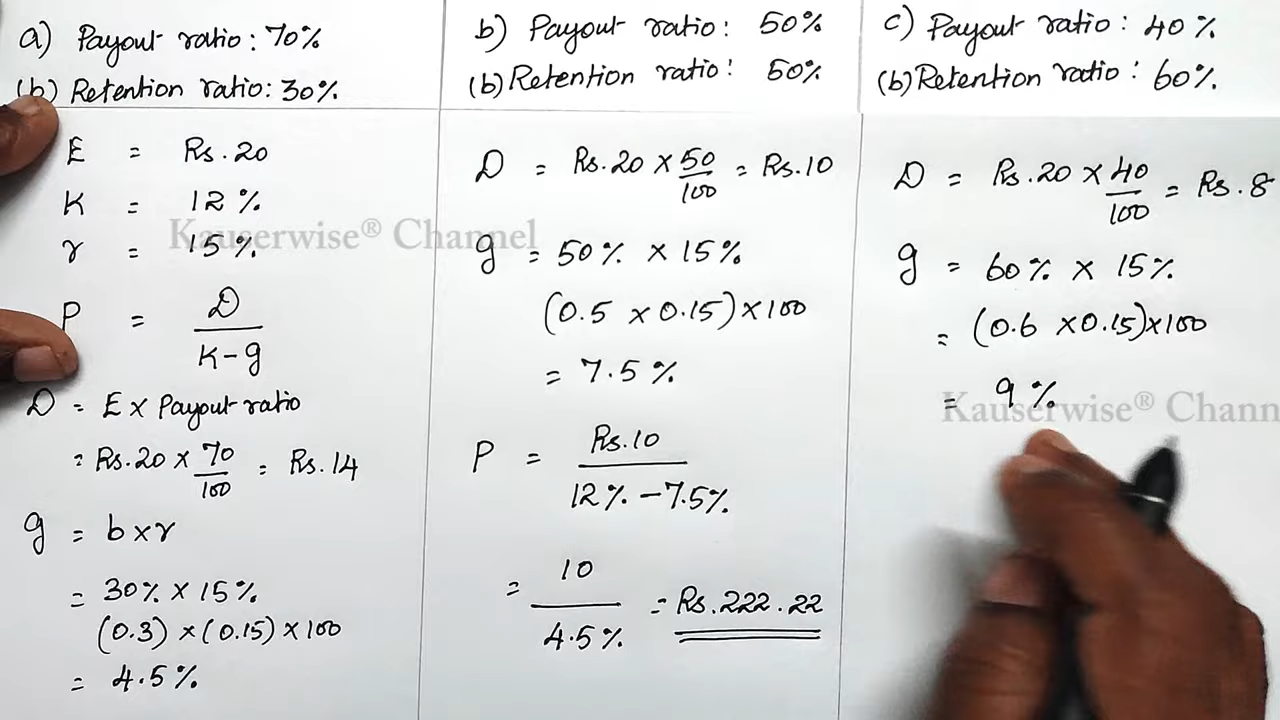 a) Payout ratio: 70%
(b) Retention ratio: 30%
E = Rs.20
K = 12%
r = 15%
P = D / K-g
D = E x Payout ratio
= Rs.20 x 70/100 = Rs.14
g = b x r
= 30% x 15%
(0.3) x (0.15) x 100
= 4.5%
b) Payout ratio: 50%
(b) Retention ratio: 50%
D = Rs.20 x 50/100 = Rs.10
g = 50% x 15%
(0.5 x 0.15) x 100
= 7.5%
P = Rs.10 / 12% - 7.5%
= 10 / 4.5% = Rs.222.22
c) Payout ratio: 40%
(b) Retention ratio: 60%
D = Rs.20 x 40/100 = Rs.8
g = 60% x 15%
= (0.6 x 0.15) x 100
= 9%
Kauserwise® Channel
Kauserwise® Chann